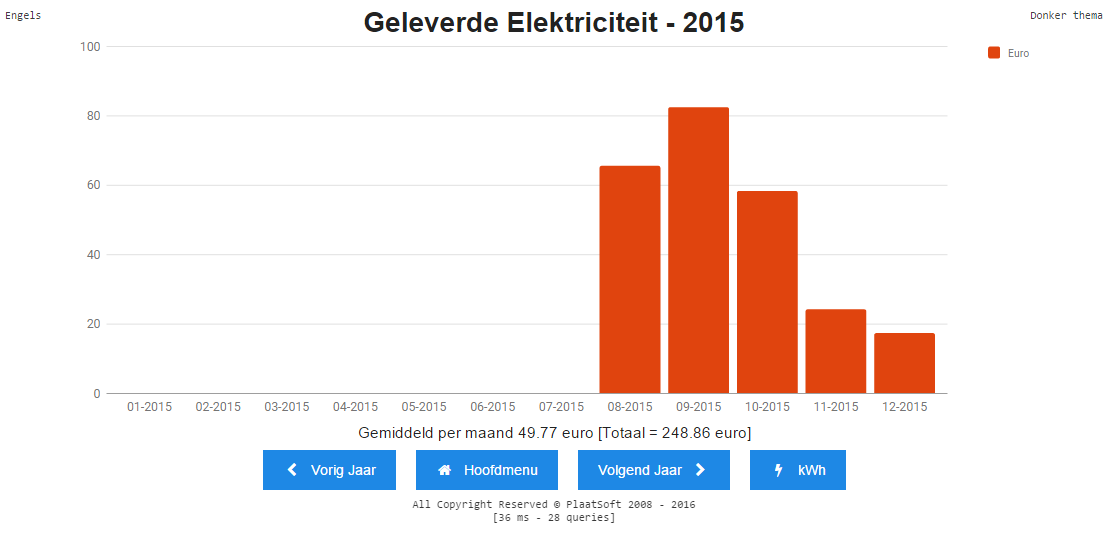 Engels
Geleverde Elektriciteit - 2015
Donker thema
Euro
100
80
60
40
20
0
01-2015 02-2015 03-2015 04-2015 05-2015 06-2015 07-2015 08-2015 09-2015 10-2015 11-2015 12-2015
Gemiddeld per maand 49.77 euro [Totaal = 248.86 euro]
Vorig Jaar Hoofdmenu Volgend Jaar kWh
All Copyright Reserved © PlaatSoft 2008 - 2016
[36 ms - 28 queries]